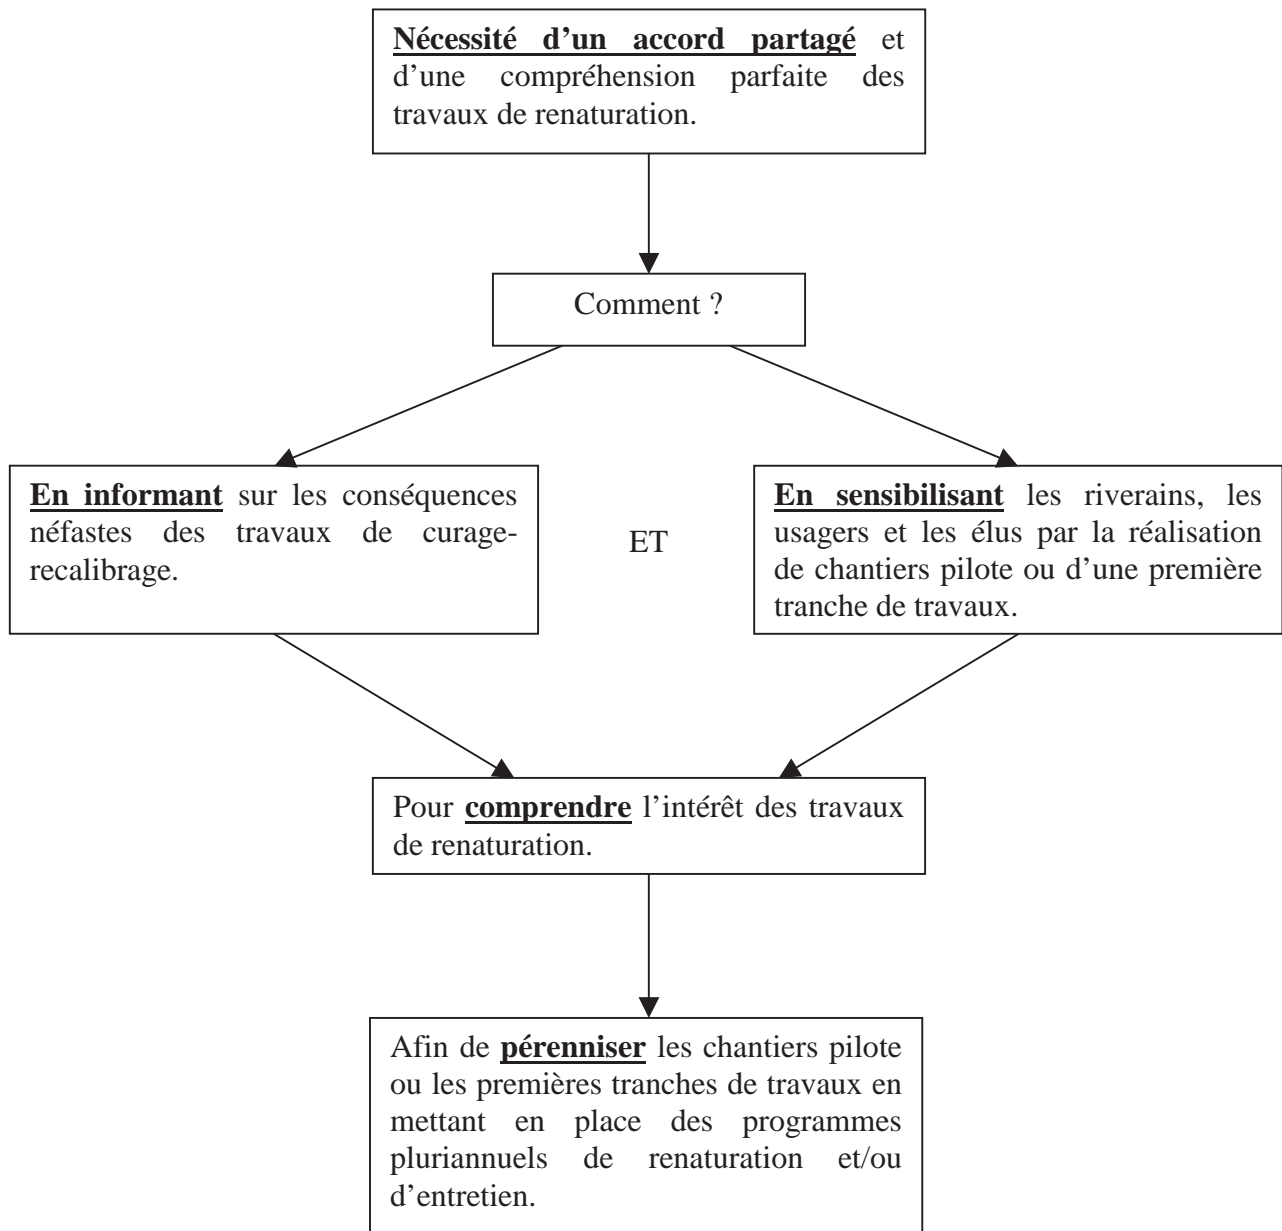 Nécessité d'un accord partagé et
d'une compréhension parfaite des
travaux de renaturation.
Comment ?
En informant sur les conséquences
néfastes des travaux de curage-
recalibrage.
ET
En sensibilisant les riverains, les
usagers et les élus par la réalisation
de chantiers pilote ou d'une première
tranche de travaux.
Pour comprendre l'intérêt des travaux
de renaturation.
Afin de pérenniser les chantiers pilote
ou les premières tranches de travaux en
mettant en place des programmes
pluriannuels de renaturation et/ou
d'entretien.